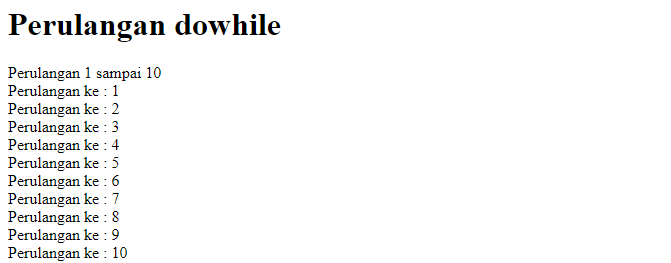 Perulangan dowhile
Perulangan 1 sampai 10
Perulangan ke : 1
Perulangan ke : 2
Perulangan ke : 3
Perulangan ke : 4
Perulangan ke : 5
Perulangan ke : 6
Perulangan ke : 7
Perulangan ke : 8
Perulangan ke : 9
Perulangan ke : 10